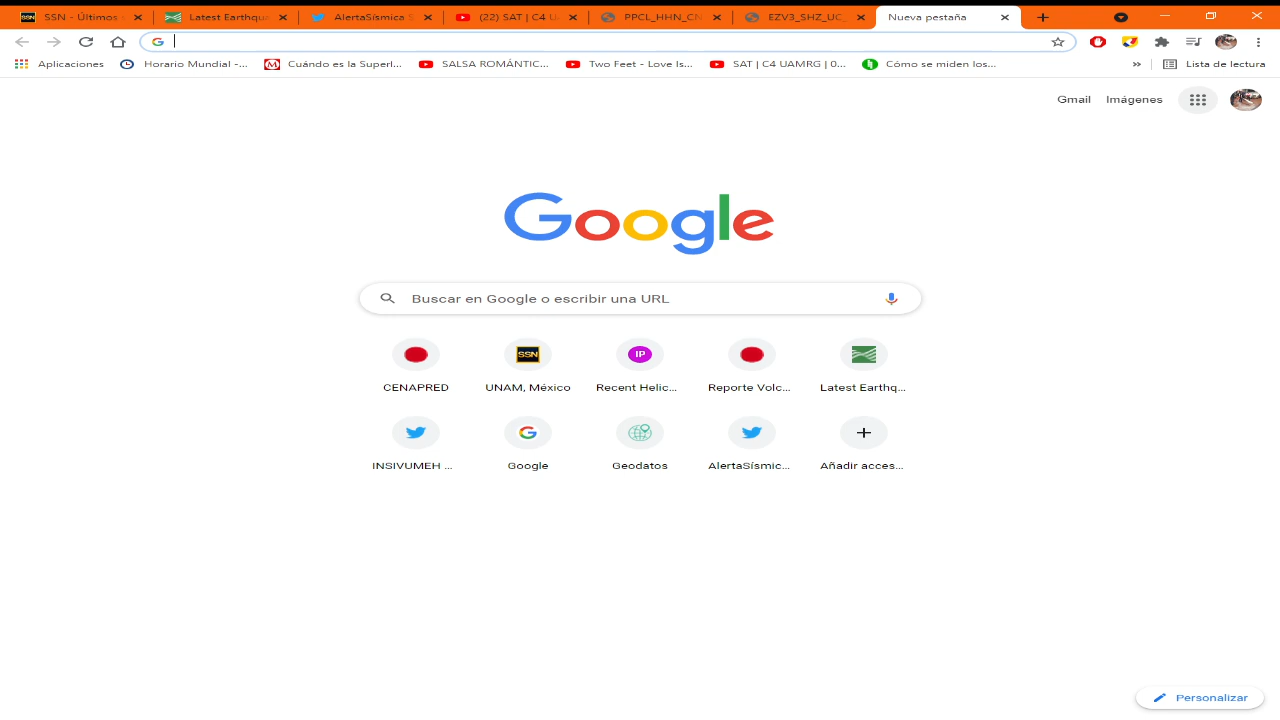 SSN - Últimos s
Latest Earthqua
AlertaSísmica S
(22) SAT | C4 U
PPCL_HHN_CN
EZV3_SHZ_UC
Nueva pestaña
Aplicaciones
Horario Mundial -...
Cuándo es la Superl...
SALSA ROMÁNTIC...
Two Feet - Love Is...
SAT | C4 UAMRG | 0...
Cómo se miden los...
Lista de lectura
Gmail
Imágenes
Google
Buscar en Google o escribir una URL
SSN
IP
CENAPRED
UNAM, México
Recent Helic...
Reporte Volc...
Latest Earthq...
INSIVUMEH ...
Google
Geodatos
AlertaSísmic...
Añadir acces...
Personalizar